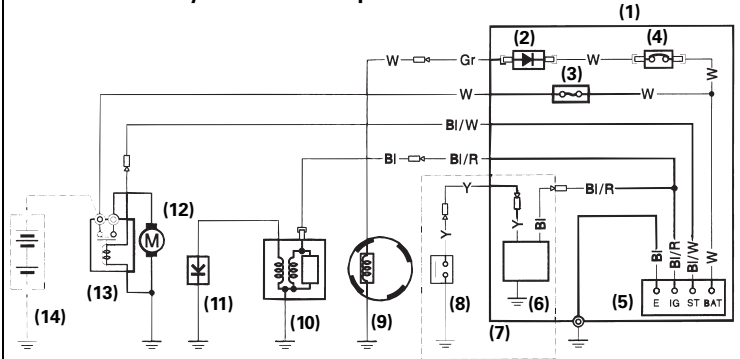 (1)
(2)
(4)
W
Gr
W
(3)
W
W
W
Bl/W
Bl
Bl/R
Y
Bl/R
(12)
M
Y
Y
Bl
Bl
Bl/R
Bl/W
W
(13)
(11)
(10)
(9)
(8)
(6)
(5)
E IG ST BAT
(14)
(7)